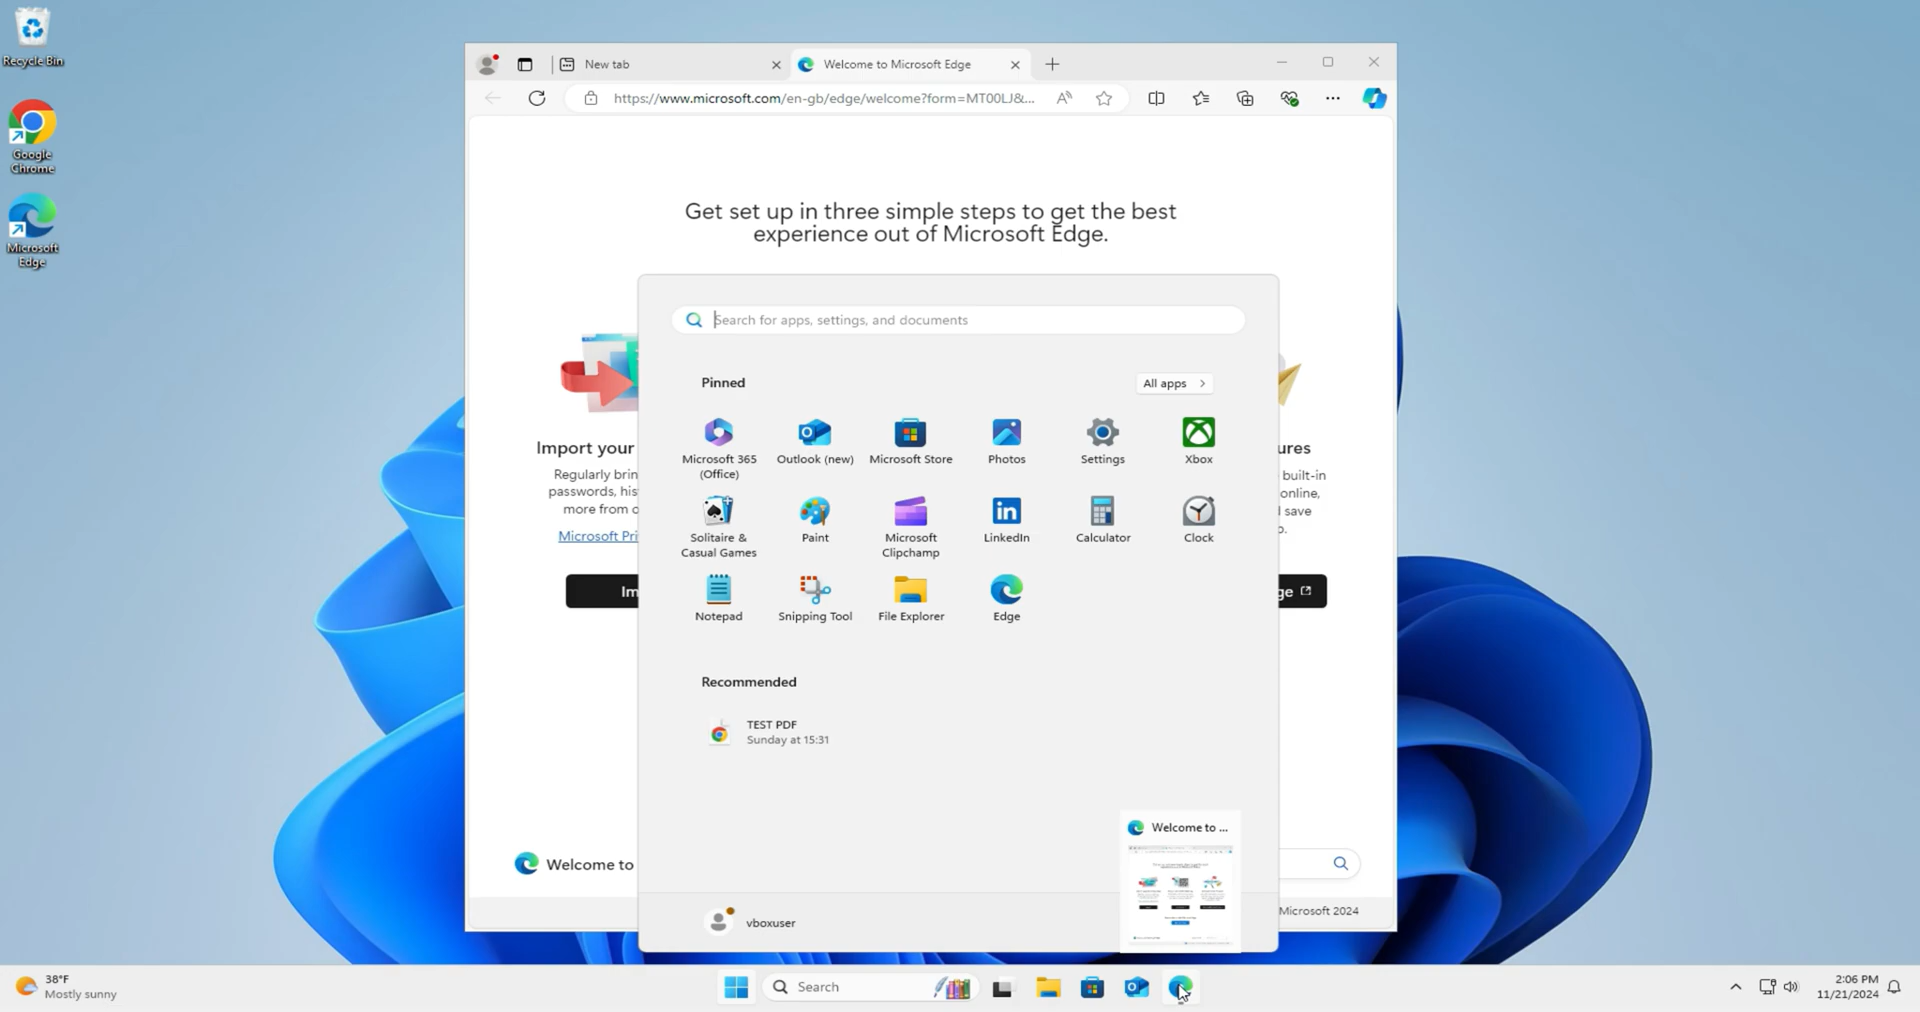 Recycle Bin
Google
Chrome
Microsoft
Edge
New tab
Welcome to Microsoft Edge
https://www.microsoft.com/en-gb/edge/welcome?form=MT00LJ&...
Get set up in three simple steps to get the best
experience out of Microsoft Edge.
Import your
Regularly brin
passwords, his
more from o
Microsoft Pri
Im
ures
built-in
online,
save
ge
Search for apps, settings, and documents
Pinned
All apps
Microsoft 365
(Office)
Outlook (new)
Microsoft Store
Photos
Settings
Xbox
Solitaire &
Casual Games
Paint
Microsoft
Clipchamp
LinkedIn
Calculator
Clock
Notepad
Snipping Tool
File Explorer
Edge
Recommended
TEST PDF
Sunday at 15:31
Welcome to ...
Welcome to
Microsoft 2024
vboxuser
38°F
Mostly sunny
Search
2:06 PM
11/21/2024